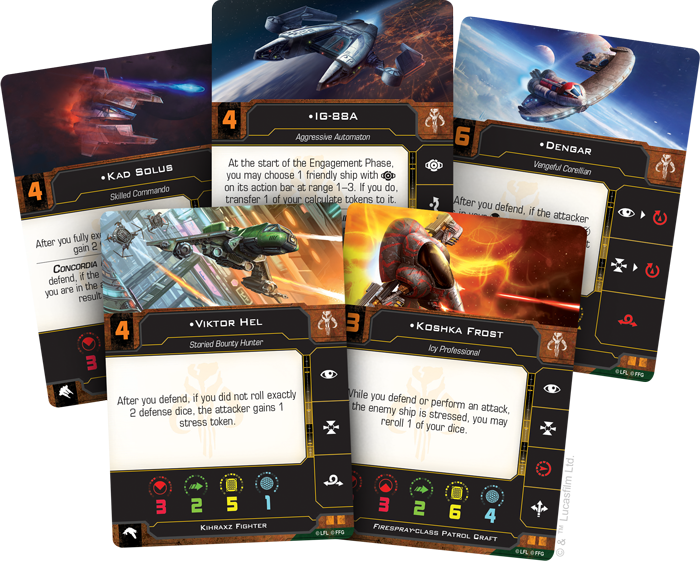 4
•Kad Solus
Skilled Commando
After you fully exe
gain 2
Concordia
defend, if the
you are in the
result
3
4
•IG-88A
Aggressive Automaton
At the start of the Engagement Phase,
you may choose 1 friendly ship with
on its action bar at range 1–3. If you do,
transfer 1 of your calculate tokens to it.
6
•Dengar
Vengeful Corellian
After you defend, if the attacker
© LFL © FFG
4
•Viktor Hel
Storied Bounty Hunter
After you defend, if you did not roll exactly
2 defense dice, the attacker gains 1
stress token.
3 2 5 1
Kihraxz Fighter
© LFL © FFG
3
•Koshka Frost
Icy Professional
While you defend or perform an attack,
the enemy ship is stressed, you may
reroll 1 of your dice.
3 2 6 4
Firespray-class Patrol Craft
© LFL © FFG
© & ™ Lucasfilm Ltd.